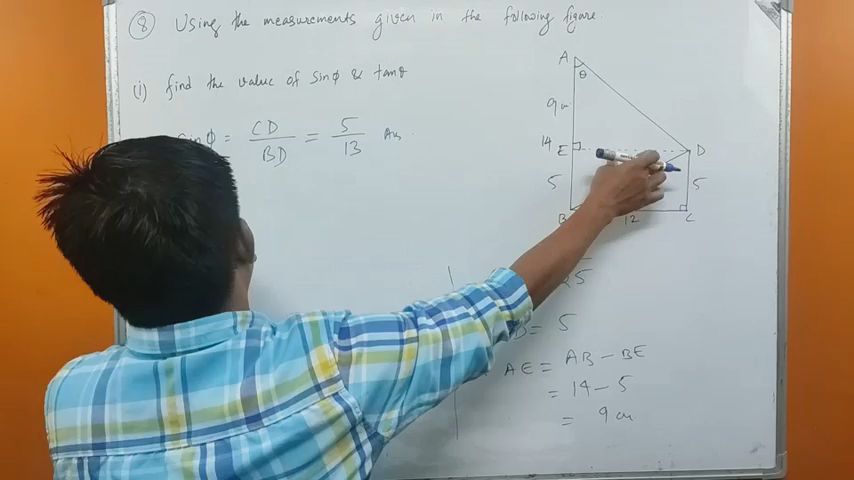 8 Using the measurements given in the following figure.
(i) find the value of sinϕ & tanθ
sinϕ = CD / BD = 5 / 13 Ans.
A
θ
9cm
14 E D
5 5
B 12 C
= 5
AE = AB - BE
= 14 - 5
= 9 cm